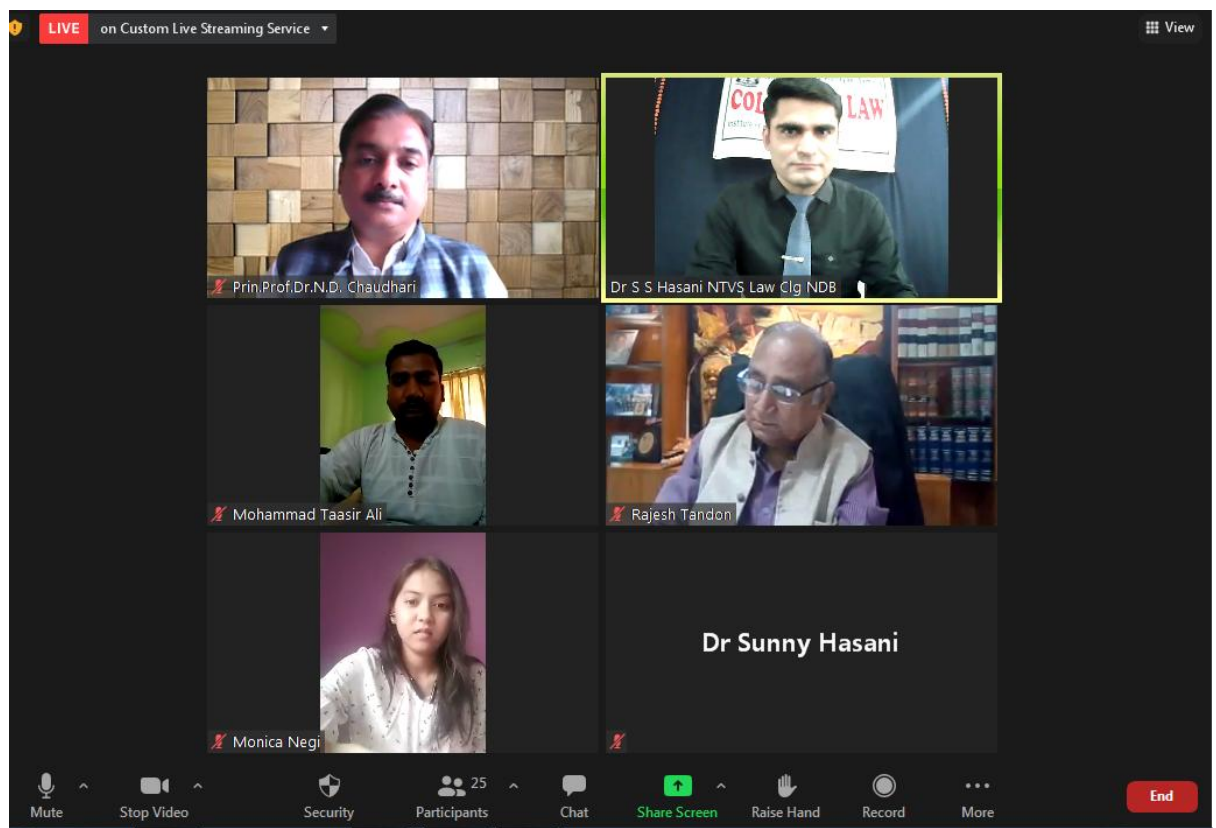 LIVE on Custom Live Streaming Service
View
COL LAW
Prin.Prof.Dr.N.D. Chaudhari
Dr S S Hasani NTVS Law Clg NDB
Mohammad Taasir Ali
Rajesh Tandon
Monica Negi
Dr Sunny Hasani
Mute
Stop Video
Security
25
Participants
Chat
Share Screen
Raise Hand
Record
More
End